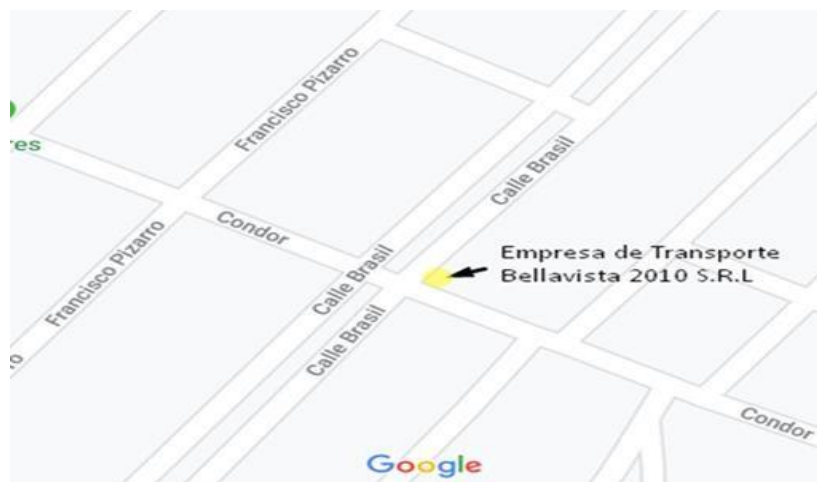 Francisco Pizarro
res
Calle Brasil
Condor
Empresa de Transporte
Bellavista 2010 S.R.L
Francisco Pizarro
Calle Brasil
Calle Brasil
ro
Condor
Google